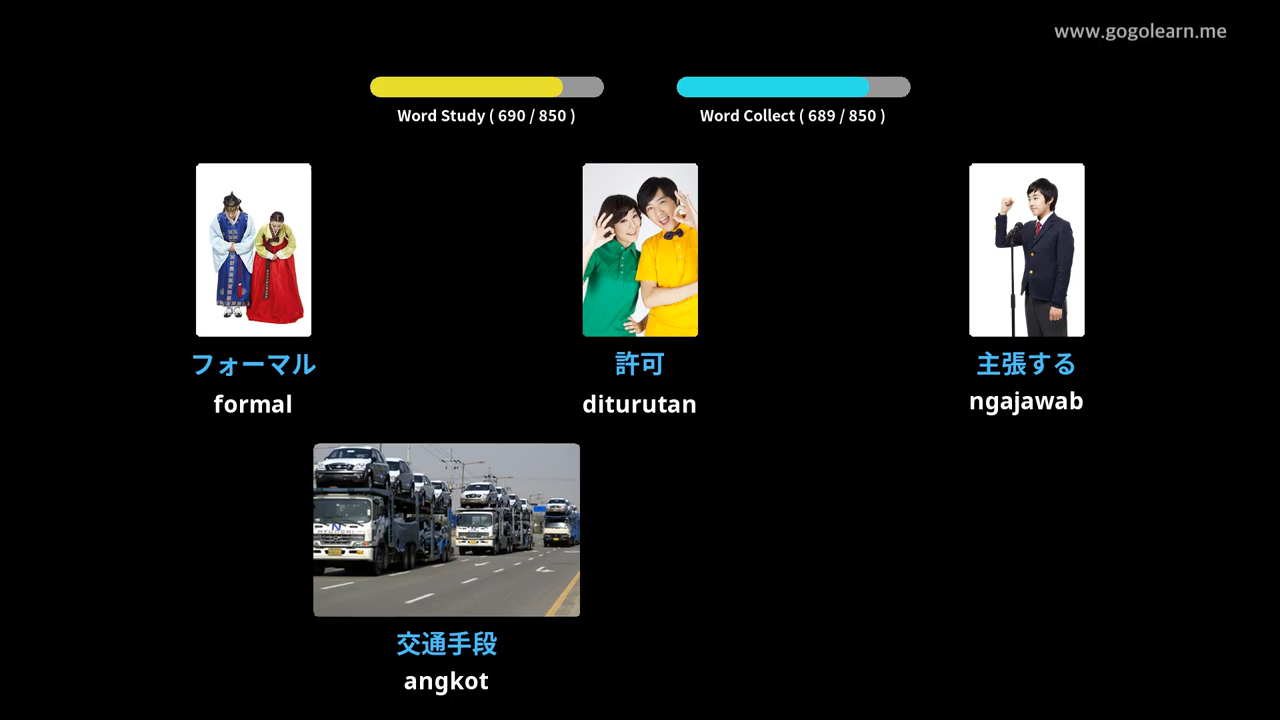 www.gogolearn.me
Word Study ( 690 / 850 )
Word Collect ( 689 / 850 )
フォーマル
許可
主張する
formal
diturutan
ngajawab
交通手段
angkot